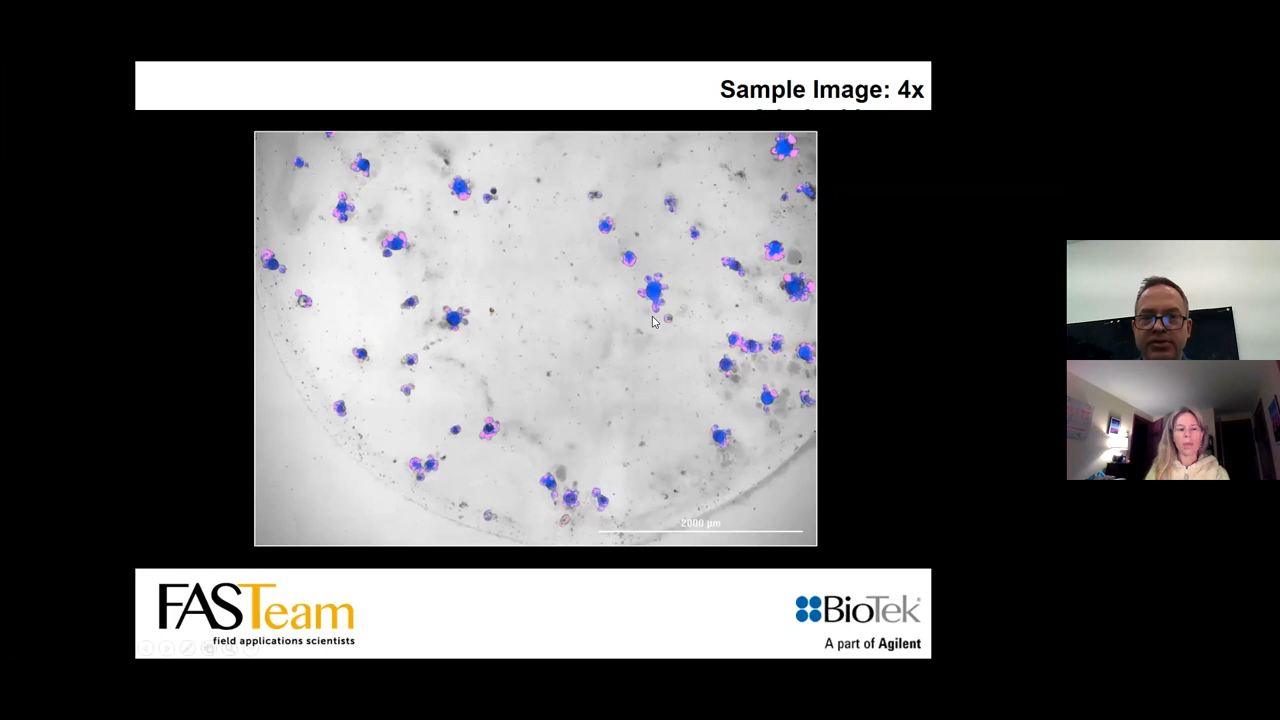 Sample Image: 4x
2000 µm
FASTeam
field applications scientists
BioTek
A part of Agilent